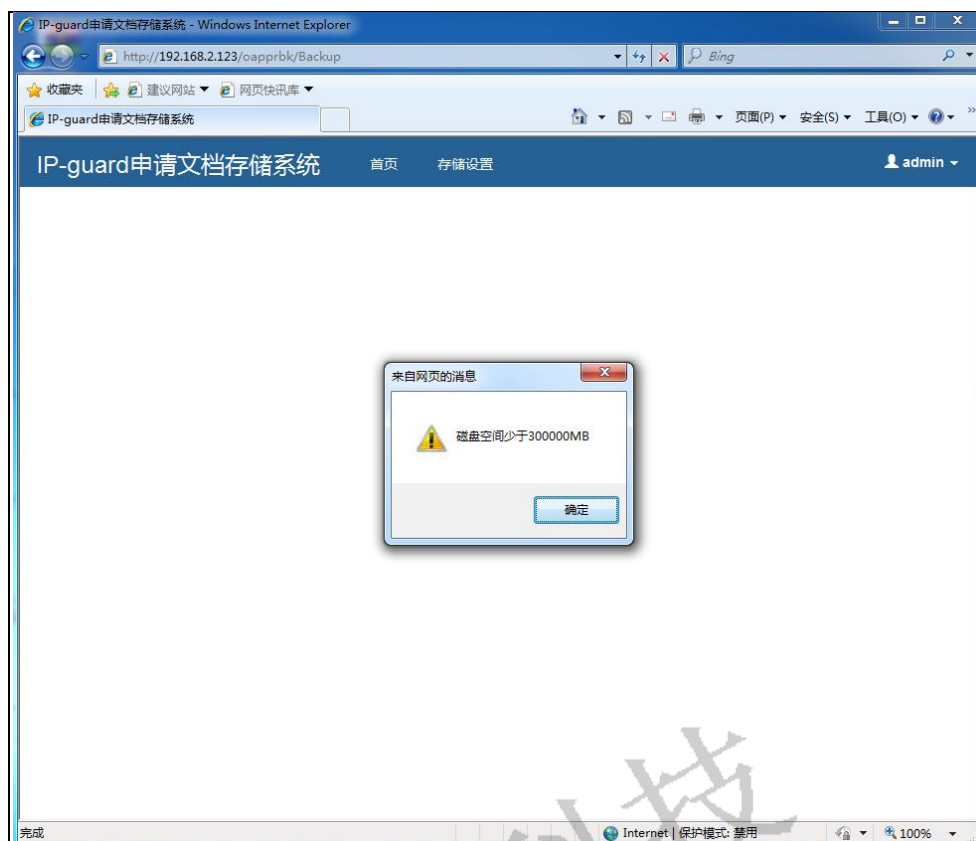 IP-guard申请文档存储系统 - Windows Internet Explorer
http://192.168.2.123/oapprbk/Backup
Bing
收藏夹 建议网站 网页快讯库
IP-guard申请文档存储系统
页面(P) 安全(S) 工具(O)
IP-guard申请文档存储系统 首页 存储设置 admin
来自网页的消息
磁盘空间少于300000MB
确定
科技
完成 Internet | 保护模式: 禁用 100%